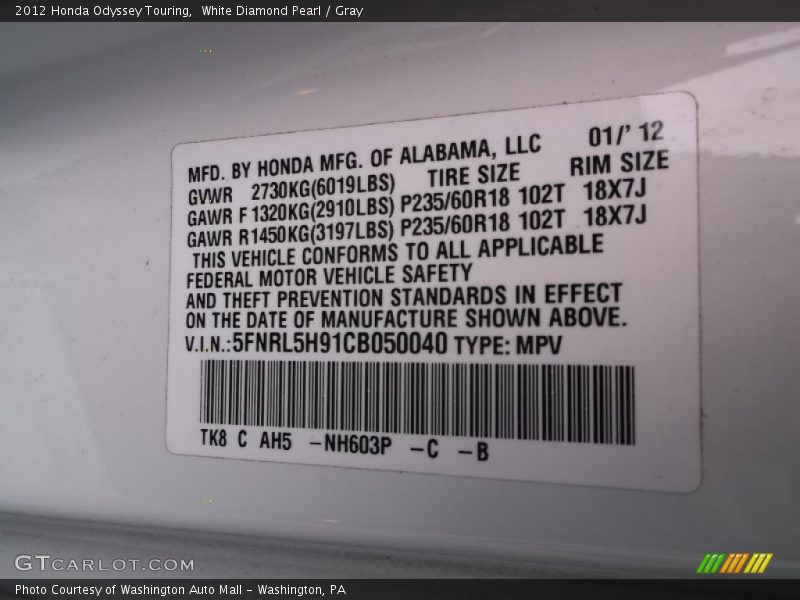 2012 Honda Odyssey Touring,  White Diamond Pearl / Gray
MFD. BY HONDA MFG. OF ALABAMA, LLC 01/' 12
GVWR 2730KG(6019LBS) TIRE SIZE RIM SIZE
GAWR F 1320KG(2910LBS) P235/60R18 102T 18X7J
GAWR R1450KG(3197LBS) P235/60R18 102T 18X7J
THIS VEHICLE CONFORMS TO ALL APPLICABLE
FEDERAL MOTOR VEHICLE SAFETY
AND THEFT PREVENTION STANDARDS IN EFFECT
ON THE DATE OF MANUFACTURE SHOWN ABOVE.
V.I.N.:5FNRL5H91CB050040 TYPE: MPV
TK8 C AH5 –NH603P –C –B
GTCARLOT.COM
Photo Courtesy of Washington Auto Mall – Washington, PA